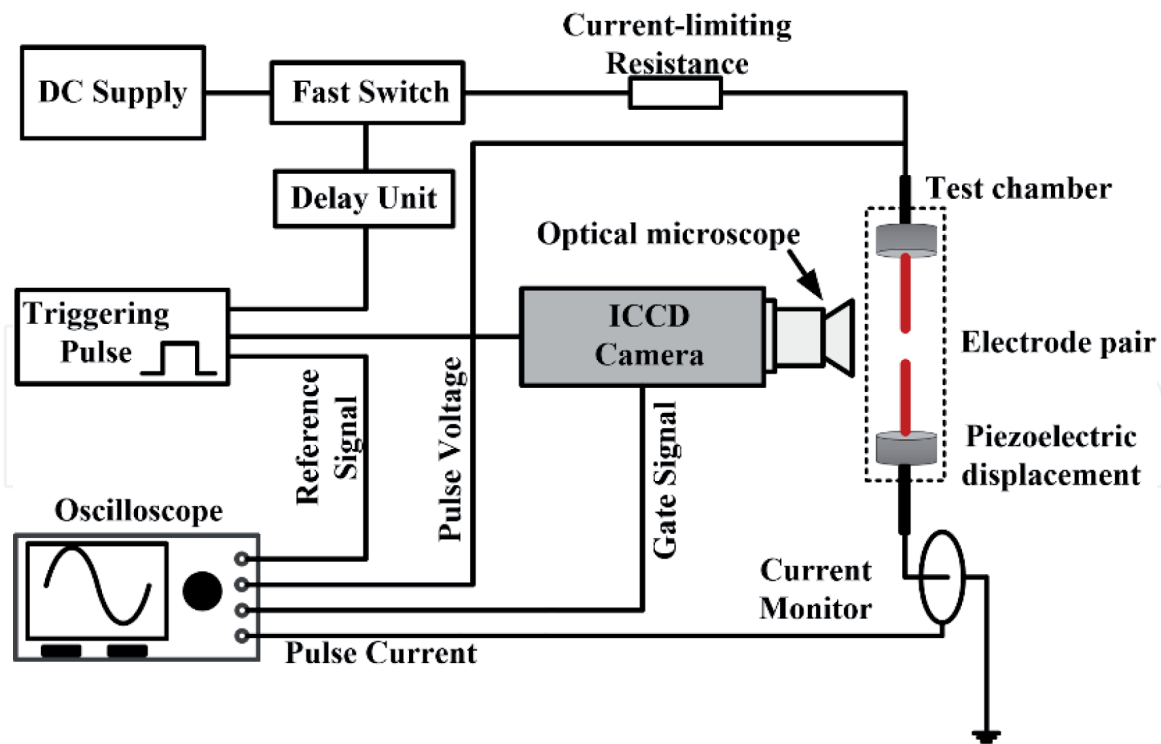 Current-limiting
Resistance
DC Supply
Fast Switch
Delay Unit
Test chamber
Optical microscope
Triggering
Pulse
ICCD
Camera
Electrode pair
Reference
Signal
Pulse Voltage
Gate Signal
Piezoelectric
displacement
Oscilloscope
Current
Monitor
Pulse Current